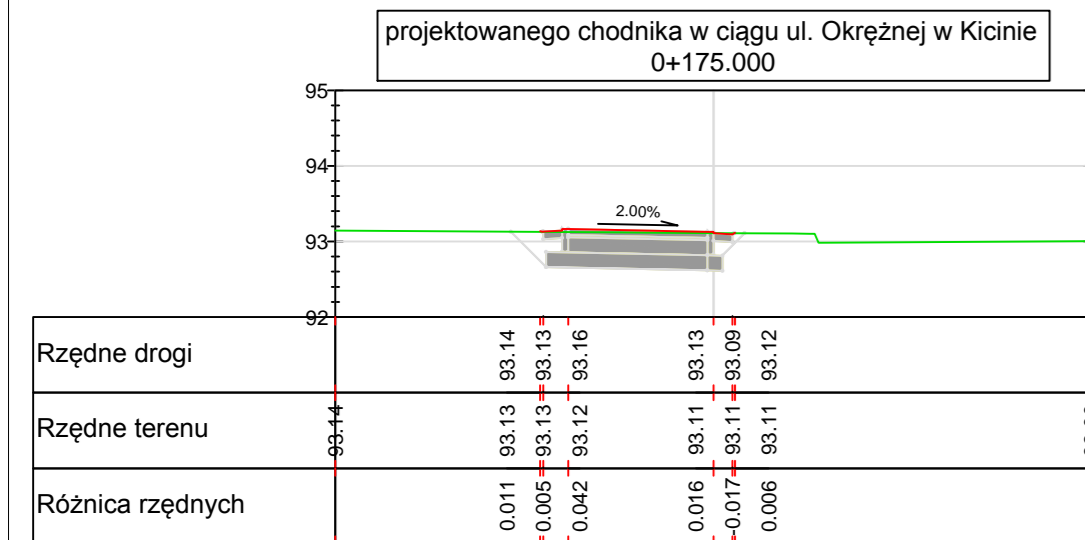 projektowanego chodnika w ciągu ul. Okrężnej w Kicinie
0+175.000
95
94
2.00%
93
92
Rzędne drogi 93.14 93.13 93.16 93.13 93.09 93.12
Rzędne terenu 93.14 93.13 93.13 93.12 93.11 93.11 93.11
Różnica rzędnych 0.011 0.005 0.042 0.016 -0.017 0.006